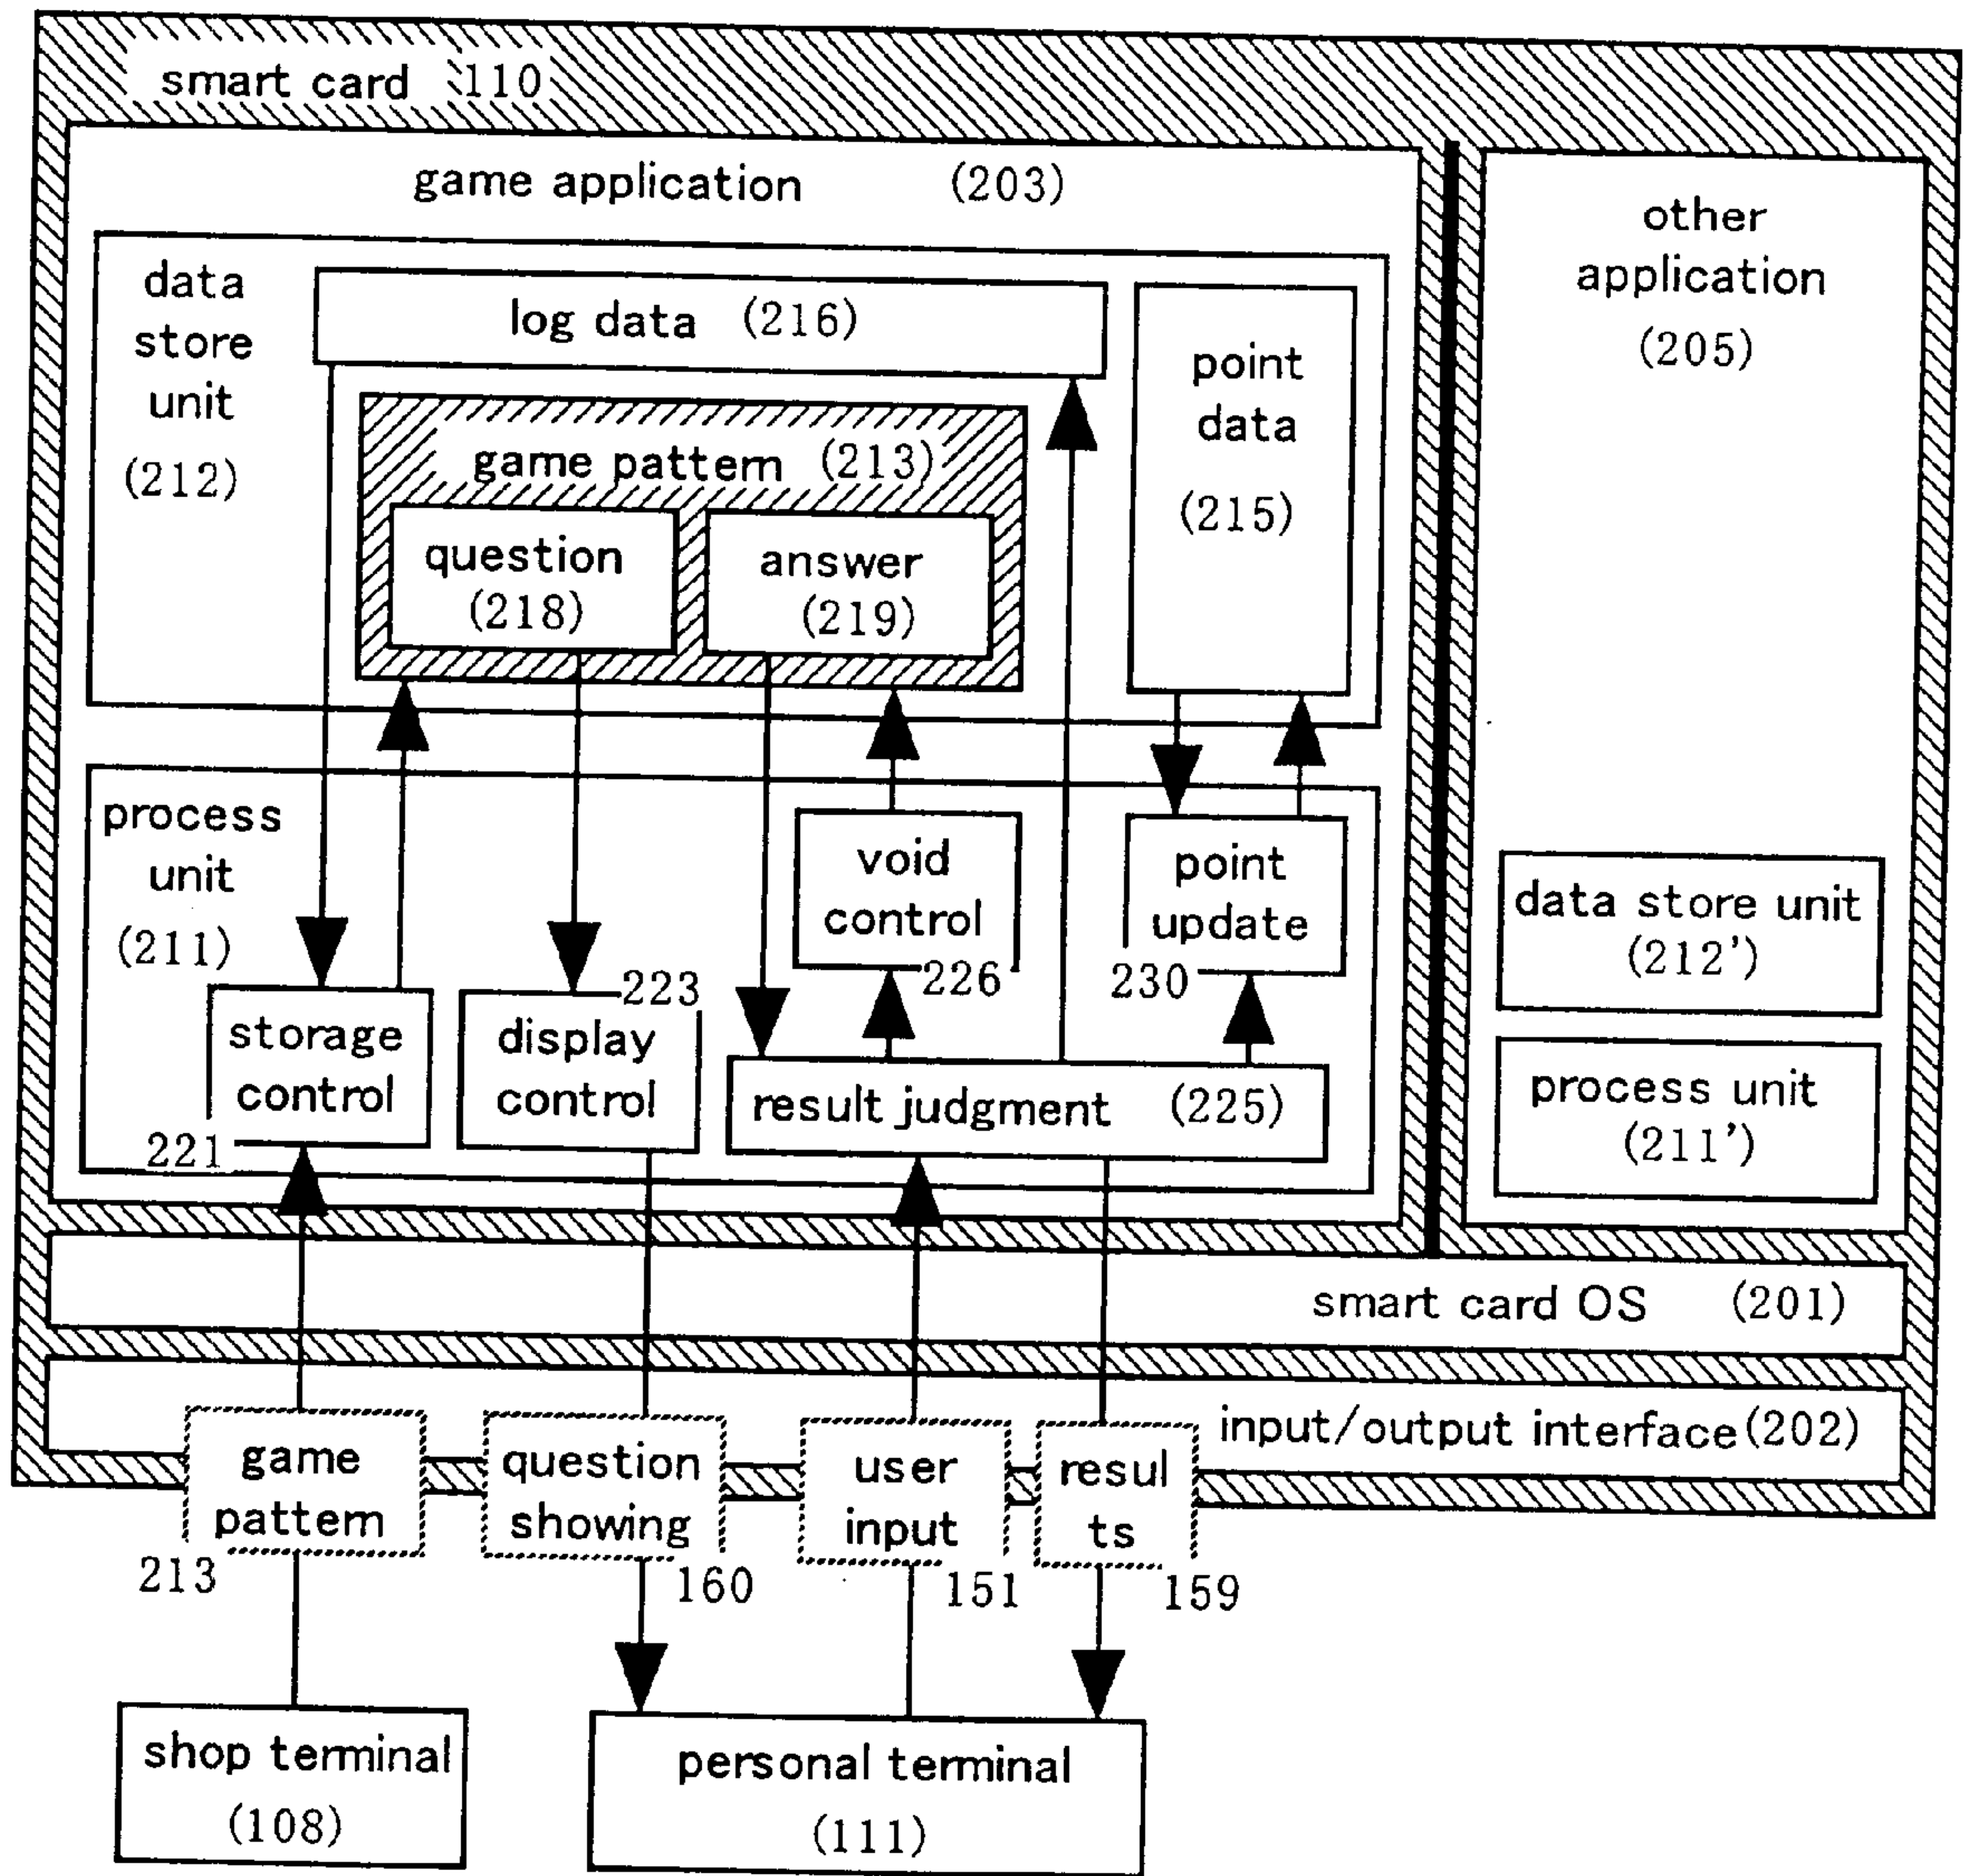 smart card 110
game application (203)
data
store
unit
(212)
log data (216)
point
data
(215)
game pattern (213)
question
(218)
answer
(219)
other
application
(205)
process
unit
(211)
storage
control
221
display
control
223
void
control
226
point
update
230
result judgment (225)
data store unit
(212')
process unit
(211')
smart card OS (201)
input/output interface (202)
game
pattern
213
question
showing
160
user
input
151
resul
ts
159
shop terminal
(108)
personal terminal
(111)